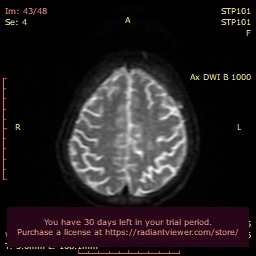 Im: 43/48
Se: 4
A
STP101
STP101
F
Ax DWI B 1000
R
L
You have 30 days left in your trial period.
Purchase a license at https://radiantviewer.com/store/